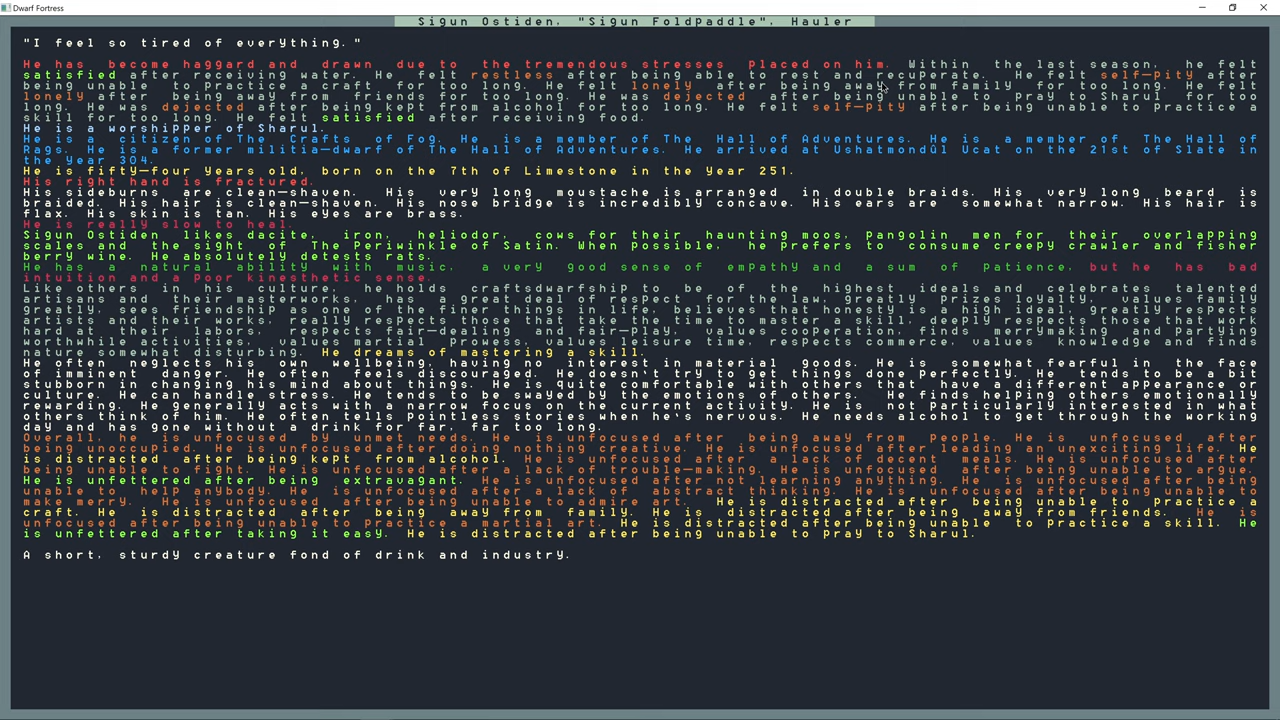 Dwarf Fortress
Sigun Ostiden, "Sigun FoldPaddle", Hauler
"I feel so tired of everything."
He has become haggard and drawn due to the tremendous stresses Placed on him. Within the last season, he felt
satisfied after receiving water. He felt restless after being able to rest and recuPerate. He felt self-Pity after
being unable to Practice a craft for too long. He felt lonely after being away from family for too long. He felt
lonely after being away from friends for too long. He was dejected after being unable to Pray to Sharul for too
long. He was dejected after being kept from alcohol for too long. He felt self-Pity after being unable to Practice a
skill for too long. He felt satisfied after receiving food.
He is a worshipper of Sharul.
He is a citizen of The Crafts of Fog. He is a member of The Hall of Adventures. He is a member of The Hall of
Rags. He is a former militia-dwarf of The Hall of Adventures. He arrived at Ushatmondûl Ucat on the 21st of Slate in
the Year 304.
He is fifty-four Years old, born on the 7th of Limestone in the Year 251.
His right hand is fractured.
His sideburns are clean-shaven. His very long moustache is arranged in double braids. His very long beard is
braided. His hair is clean-shaven. His nose bridge is incredibly concave. His ears are somewhat narrow. His hair is
flax. His skin is tan. His eyes are brass.
He is really slow to heal.
Sigun Ostiden likes dacite, iron, heliodor, cows for their haunting moos, Pangolin men for their overlapping
scales and the sight of The Periwinkle of Satin. When Possible, he Prefers to consume creepy crawler and fisher
berry wine. He absolutely detests rats.
He has a natural ability with music, a very good sense of empathy and a sum of Patience, but he has bad
intuition and a Poor kinesthetic sense.
Like others in his culture, he holds craftsdwarfship to be of the highest ideals and celebrates talented
artisans and their masterworks, has a great deal of resPect for the law, greatly Prizes loyalty, values family
greatly, sees friendship as one of the finer things in life, believes that honesty is a high ideal, greatly resPects
artists and their works, really resPects those that take the time to master a skill, deeply resPects those that work
hard at their labors, resPects fair-dealing and fair-Play, values cooPeration, finds merrymaking and Partying
worthwhile activities, values martial Prowess, values leisure time, resPects commerce, values knowledge and finds
nature somewhat disturbing. He dreams of mastering a skill.
He often neglects his own wellbeing, having no interest in material goods. He is somewhat fearful in the face
of imminent danger. He often feels discouraged. He doesn't try to get things done Perfectly. He tends to be a bit
stubborn in changing his mind about things. He is quite comfortable with others that have a different aPPearance or
culture. He can handle stress. He tends to be swayed by the emotions of others. He finds helPing others emotionally
rewarding. He generally acts with a narrow focus on the current activity. He is not Particularly interested in what
others think of him. He often tells Pointless stories when he's nervous. He needs alcohol to get through the working
day and has gone without a drink for far, far too long.
Overall, he is unfocused by unmet needs. He is unfocused after being away from PeoPle. He is unfocused after
being unoccuPied. He is unfocused after doing nothing creative. He is unfocused after leading an unexciting life. He
is distracted after being kept from alcohol. He is unfocused after a lack of decent meals. He is unfocused after
being unable to fight. He is unfocused after a lack of trouble-making. He is unfocused after being unable to argue.
He is unfettered after being extravagant. He is unfocused after not learning anything. He is unfocused after being
unable to help anybody. He is unfocused after a lack of abstract thinking. He is unfocused after being unable to
make merry. He is unfocused after being unable to admire art. He is distracted after being unable to Practice a
craft. He is distracted after being away from family. He is distracted after being away from friends. He is
unfocused after being unable to Practice a martial art. He is distracted after being unable to Practice a skill. He
is unfettered after taking it easy. He is distracted after being unable to Pray to Sharul.
A short, sturdy creature fond of drink and industry.